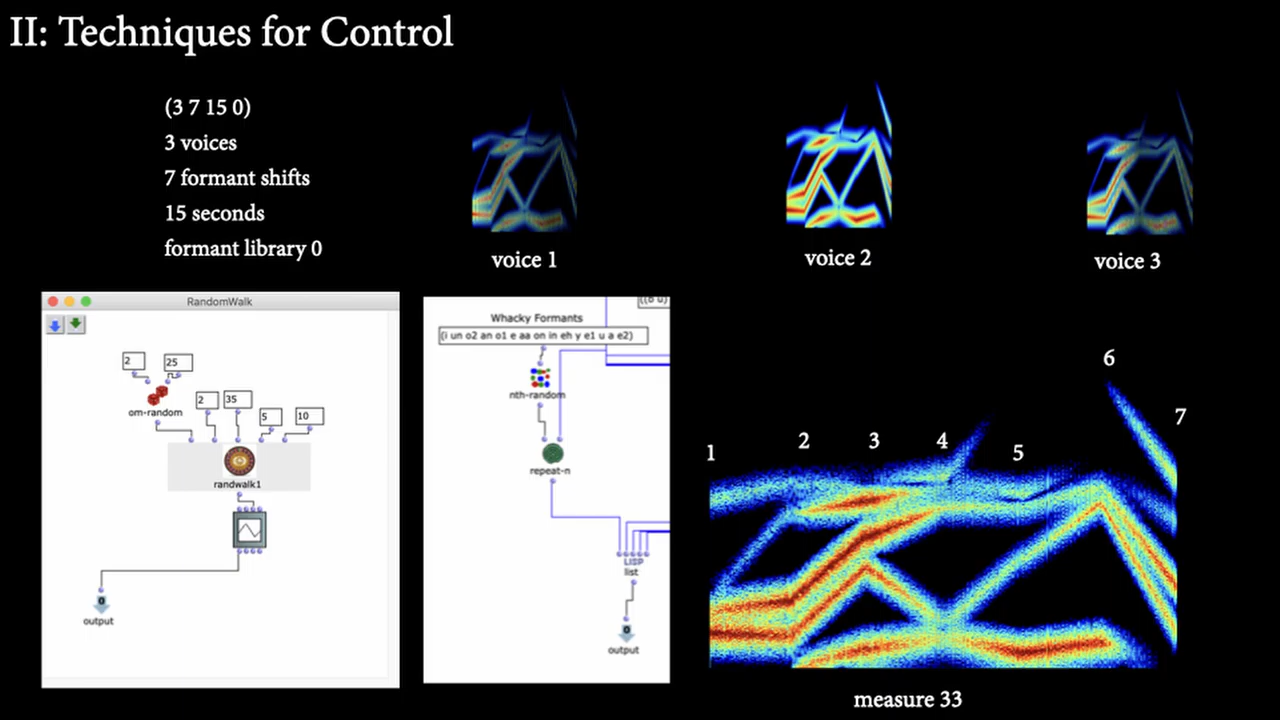 II: Techniques for Control
(3 7 15 0)
3 voices
7 formant shifts
15 seconds
formant library 0
voice 1
voice 2
voice 3
RandomWalk
2
25
om-random
2
35
5
10
randwalk1
0
output
((o u)
Whacky Formants
(i un o2 an o1 e aa on in eh y e1 u a e2)
nth-random
repeat-n
LISP
list
0
output
1
2
3
4
5
6
7
measure 33